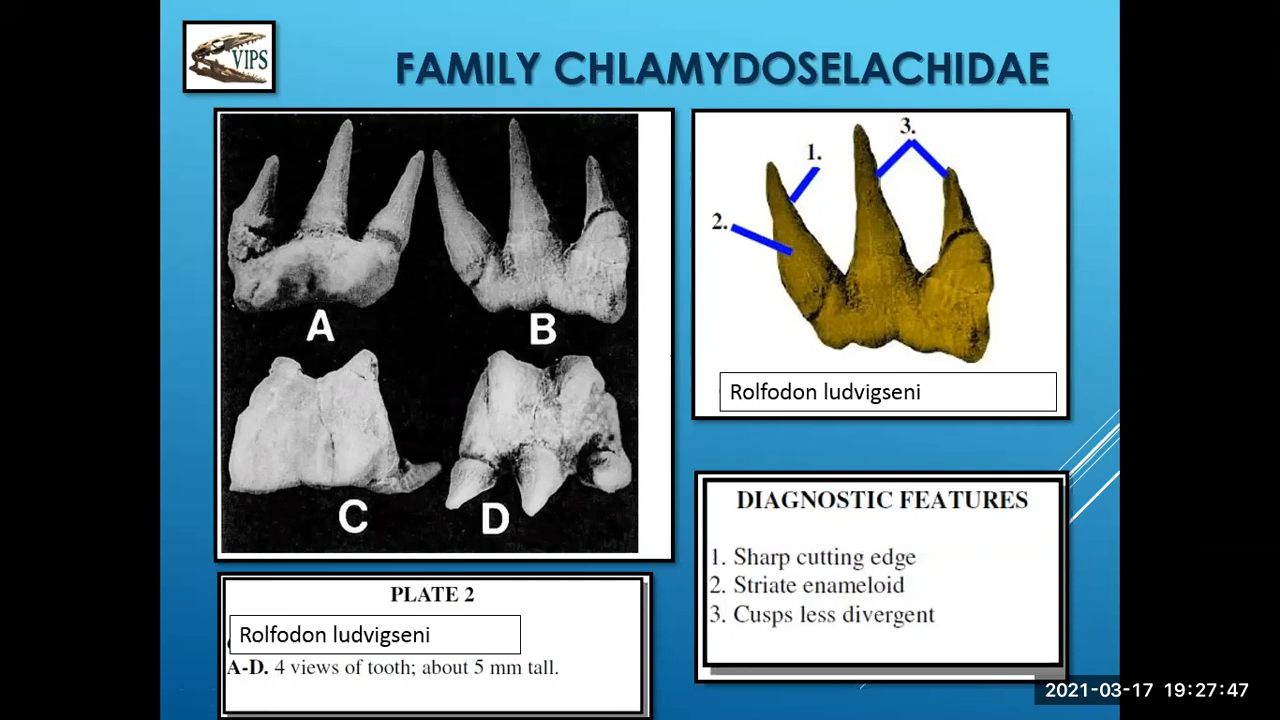 VIPS
FAMILY CHLAMYDOSELACHIDAE
A
B
C
D
1.
2.
3.
Rolfodon ludvigseni
PLATE 2
Rolfodon ludvigseni
A-D. 4 views of tooth; about 5 mm tall.
DIAGNOSTIC FEATURES
1. Sharp cutting edge
2. Striate enameloid
3. Cusps less divergent
2021-03-17 19:27:47